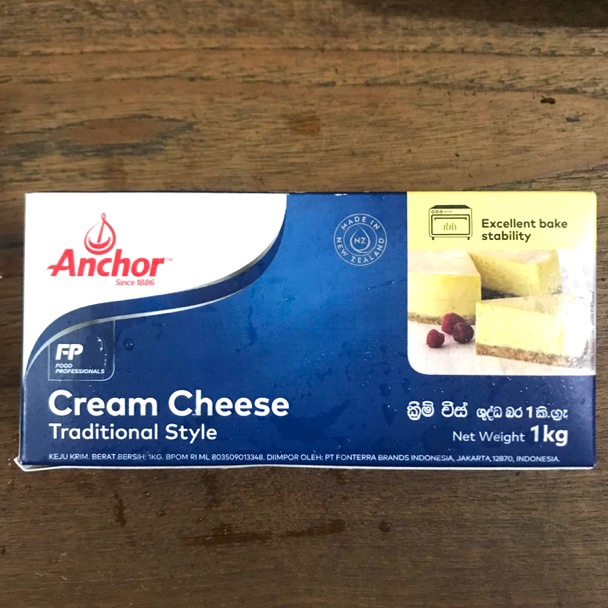 Anchor™
Since 1886
MADE IN
NZ
NEW ZEALAND
Excellent bake
stability
FP
FOOD
PROFESSIONALS
Cream Cheese
Traditional Style
ක්‍රිම් චීස් ශුද්ධ බර 1 කි.ග්‍රෑ
Net Weight 1kg
KEJU KRIM. BERAT BERSIH: 1KG. BPOM RI ML 803509013348. DIIMPOR OLEH: PT FONTERRA BRANDS INDONESIA, JAKARTA,12870, INDONESIA.